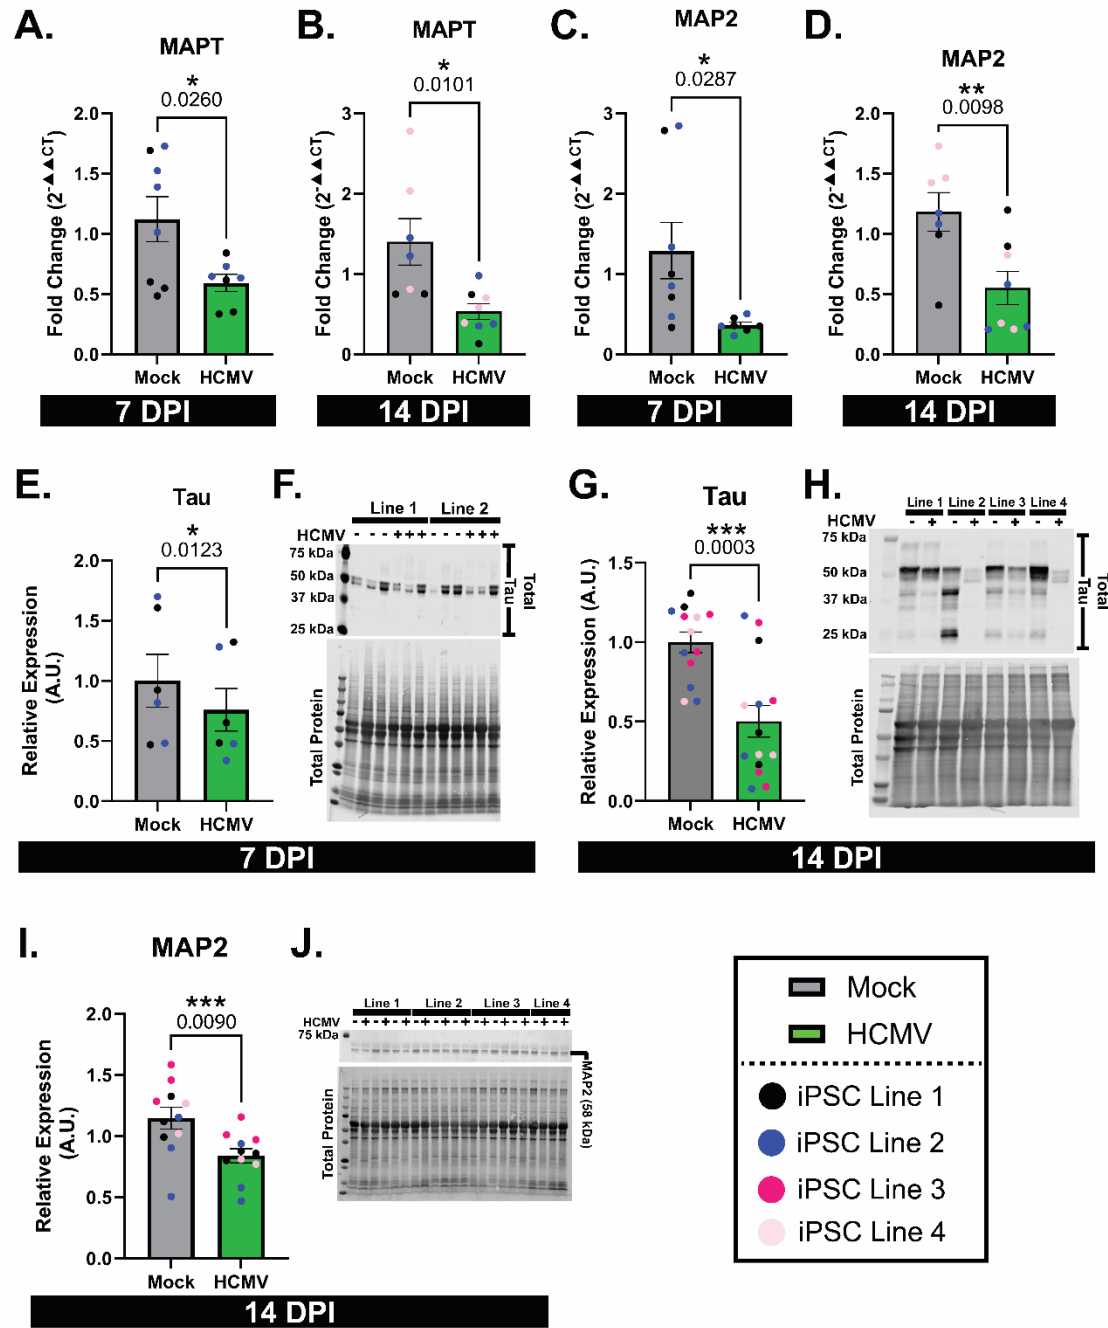 A.
MAPT
*
0.0260
Fold Change (2^-▲▲CT)
2.0
1.5
1.0
0.5
0.0
Mock HCMV
7 DPI
B.
MAPT
*
0.0101
Fold Change (2^-▲▲CT)
3
2
1
0
Mock HCMV
14 DPI
C.
MAP2
*
0.0287
Fold Change (2^-▲▲CT)
3
2
1
0
Mock HCMV
7 DPI
D.
MAP2
**
0.0098
Fold Change (2^-▲▲CT)
2.0
1.5
1.0
0.5
0.0
Mock HCMV
14 DPI
E.
Tau
*
0.0123
Relative Expression
(A.U.)
2.0
1.5
1.0
0.5
0.0
Mock HCMV
F.
Line 1 Line 2
HCMV - - - + + + - - - + + +
75 kDa
50 kDa
37 kDa
25 kDa
Total
Tau
Total Protein
7 DPI
G.
Tau
***
0.0003
Relative Expression (A.U.)
1.5
1.0
0.5
0.0
Mock HCMV
H.
Line 1 Line 2 Line 3 Line 4
HCMV - + - + - + - +
75 kDa
50 kDa
37 kDa
25 kDa
Total
Tau
Total Protein
14 DPI
I.
MAP2
***
0.0090
Relative Expression
(A.U.)
2.0
1.5
1.0
0.5
0.0
Mock HCMV
J.
Line 1 Line 2 Line 3 Line 4
HCMV
75 kDa
MAP2 (58 kDa)
Total Protein
14 DPI
Mock
HCMV
iPSC Line 1
iPSC Line 2
iPSC Line 3
iPSC Line 4